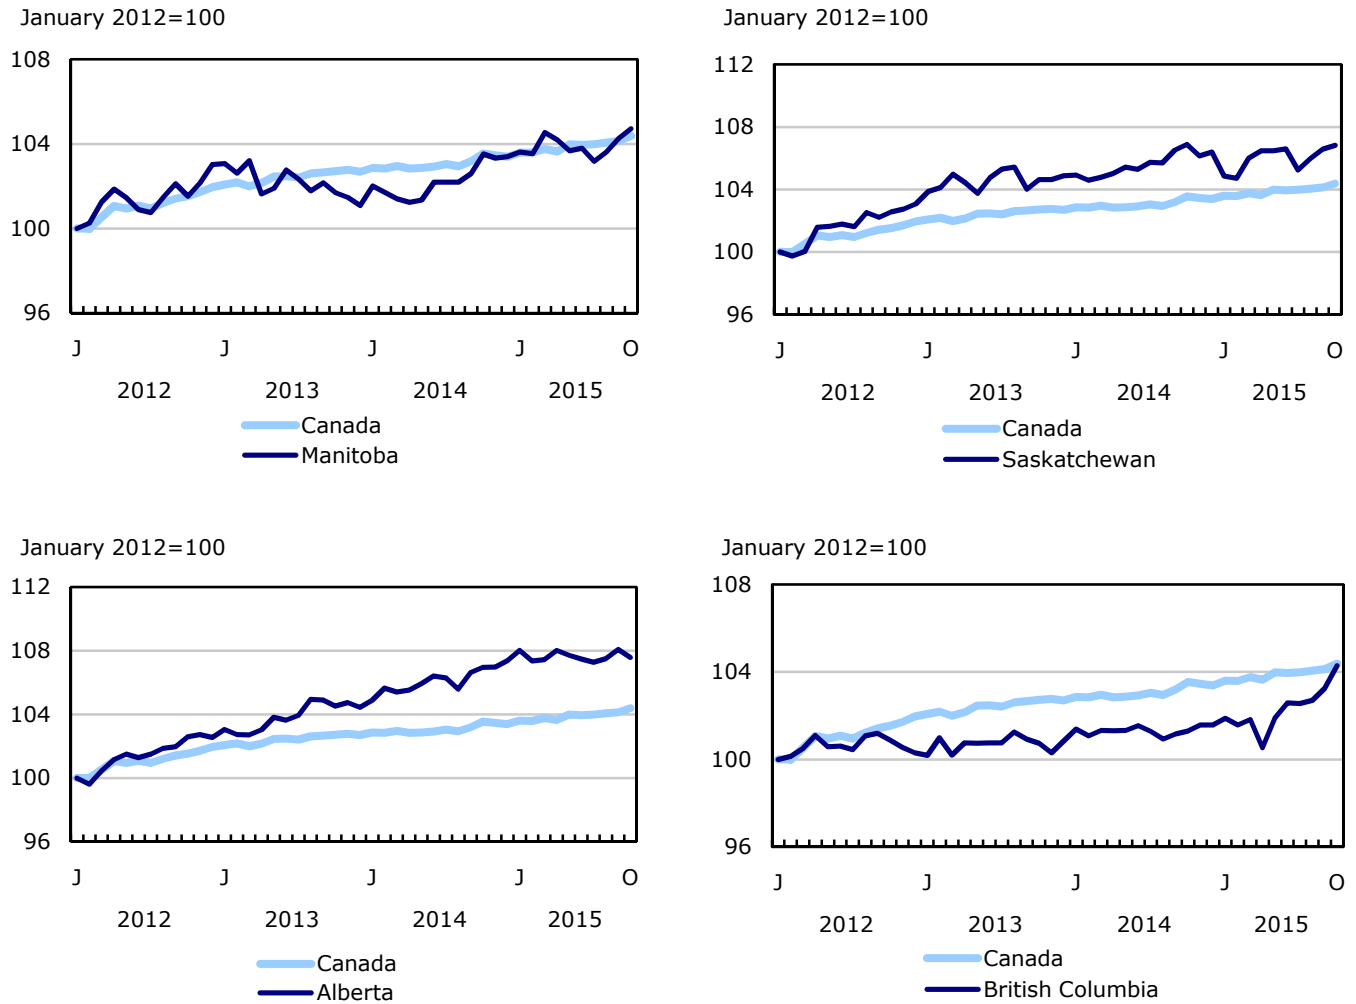 January 2012=100
108
104
100
96
J J J J O
2012 2013 2014 2015
Canada
Manitoba
January 2012=100
112
108
104
100
96
J J J J O
2012 2013 2014 2015
Canada
Saskatchewan
January 2012=100
112
108
104
100
96
J J J J O
2012 2013 2014 2015
Canada
Alberta
January 2012=100
108
104
100
96
J J J J O
2012 2013 2014 2015
Canada
British Columbia